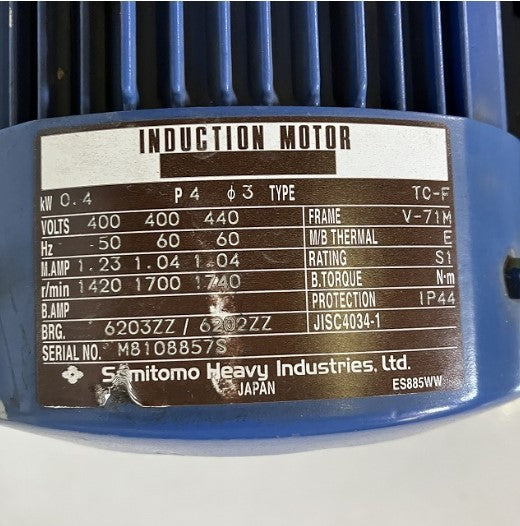 INDUCTION MOTOR
kW 0.4 P 4 ϕ 3 TYPE TC-F
VOLTS 400 400 440 FRAME V-71M
Hz 50 60 60 M/B THERMAL E
M.AMP 1.23 1.04 1.04 RATING S1
r/min 1420 1700 1740 B.TORQUE N·m
B.AMP PROTECTION IP44
BRG. 6203ZZ / 6202ZZ JISC4034-1
SERIAL NO. M8108857S
Sumitomo Heavy Industries, Ltd.
JAPAN ES885WW